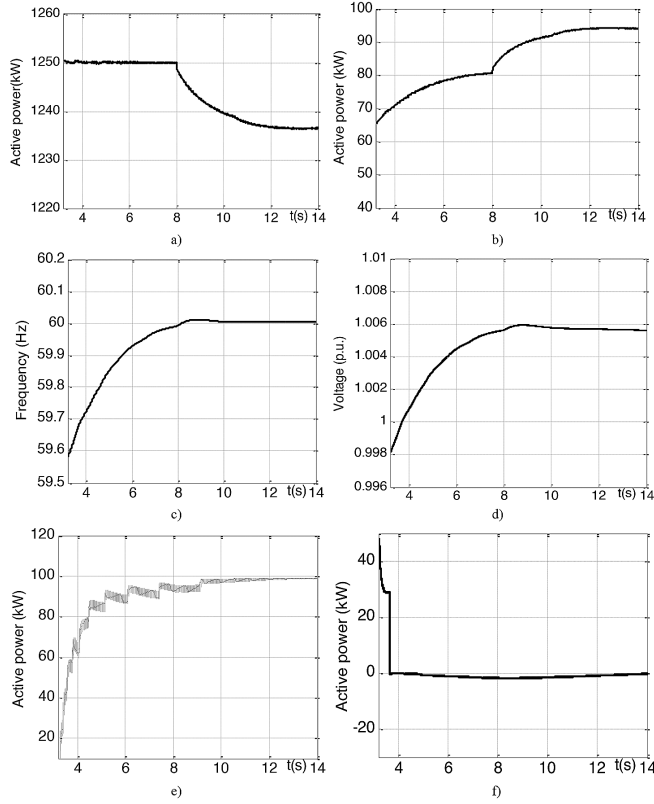 1260
1250
1240
1230
1220
Active power(kW)
4 6 8 10 12 t(s) 14
a)
100
90
80
70
60
50
40
Active power (kW)
4 6 8 10 12 t(s) 14
b)
60.2
60.1
60
59.9
59.8
59.7
59.6
59.5
Frequency (Hz)
4 6 8 10 12 t(s) 14
c)
1.01
1.008
1.006
1.004
1.002
1
0.998
0.996
Voltage (p.u.)
4 6 8 10 12 t(s) 14
d)
120
100
80
60
40
20
Active power (kW)
4 6 8 10 12 t(s) 14
e)
40
20
0
-20
Active power (kW)
4 6 8 10 12 t(s) 14
f)